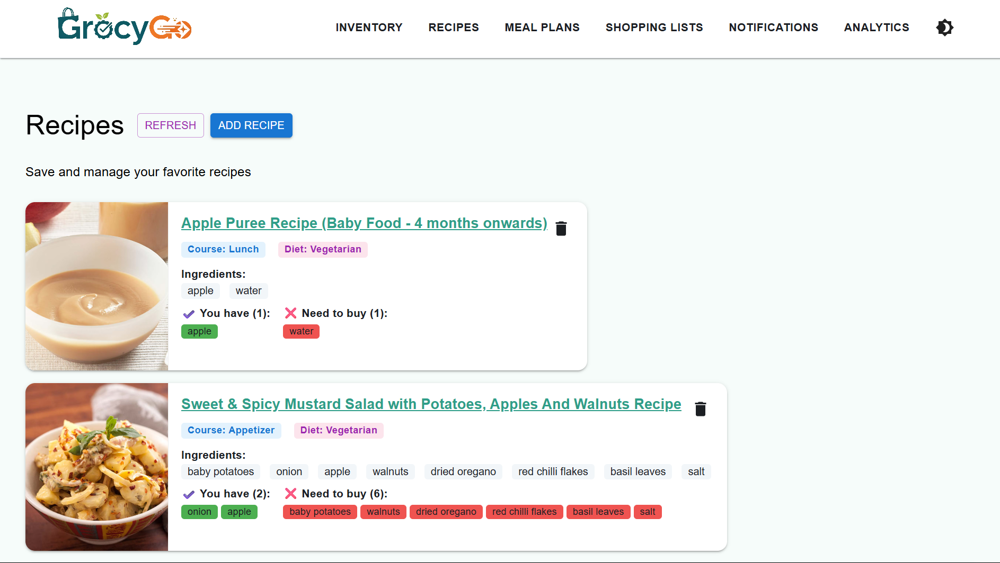 GrocyGo
INVENTORY RECIPES MEAL PLANS SHOPPING LISTS NOTIFICATIONS ANALYTICS
Recipes REFRESH ADD RECIPE
Save and manage your favorite recipes
Apple Puree Recipe (Baby Food - 4 months onwards)
Course: Lunch Diet: Vegetarian
Ingredients:
apple water
You have (1): Need to buy (1):
apple water
Sweet & Spicy Mustard Salad with Potatoes, Apples And Walnuts Recipe
Course: Appetizer Diet: Vegetarian
Ingredients:
baby potatoes onion apple walnuts dried oregano red chilli flakes basil leaves salt
You have (2): Need to buy (6):
onion apple baby potatoes walnuts dried oregano red chilli flakes basil leaves salt